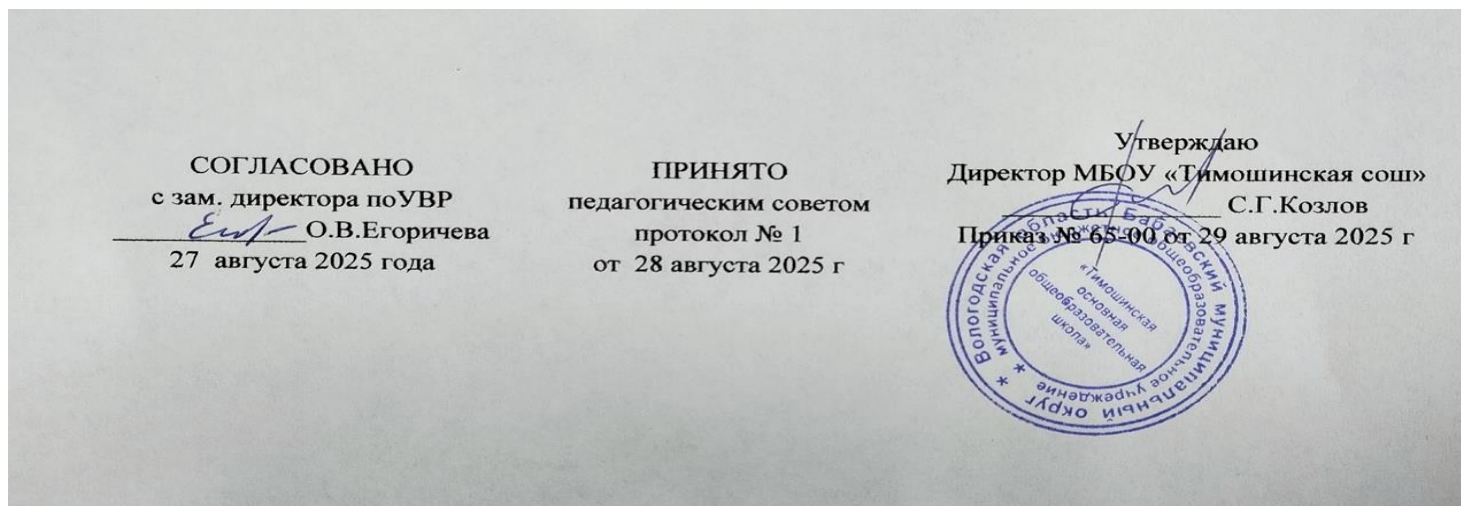 СОГЛАСОВАНО
с зам. директора поУВР
О.В.Егоричева
27 августа 2025 года
ПРИНЯТО
педагогическим советом
протокол № 1
от 28 августа 2025 г
Утверждаю
Директор МБОУ «Тимошинская сош»
С.Г.Козлов
Приказ № 65-00 от 29 августа 2025 г
* Вологодская область Бабаевский муниципальный округ
* муниципальное бюджетное общеобразовательное учреждение
«Тимошинская
основная
общеобразовательная
школа»